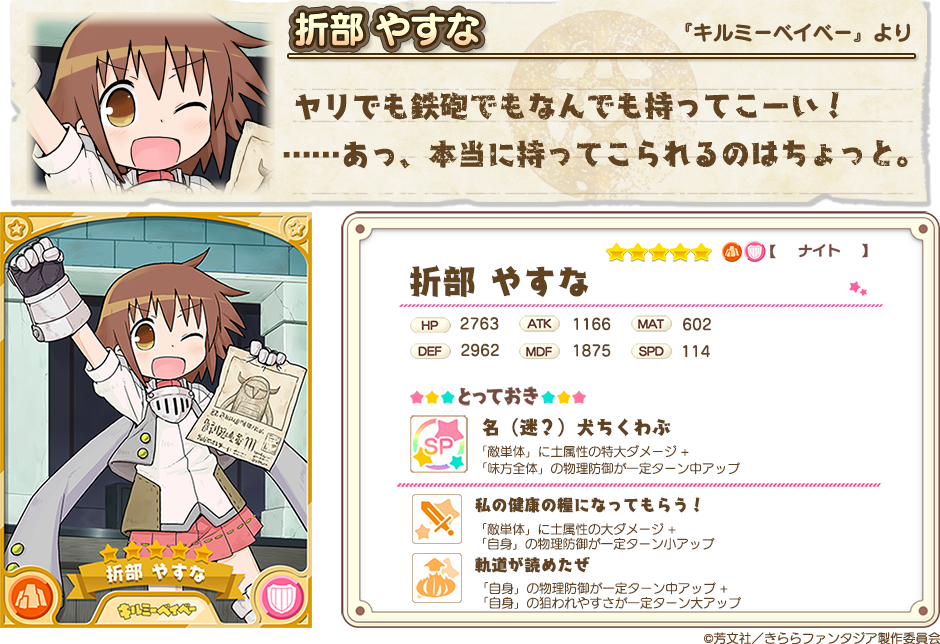 折部 やすな
『キルミーベイベー』より
ヤリでも鉄砲でもなんでも持ってこーい！
……あっ、本当に持ってこられるのはちょっと。
【 ナイト 】
折部 やすな
HP 2763 ATK 1166 MAT 602
DEF 2962 MDF 1875 SPD 114
とっておき
SP
名（迷？）犬ちくわぶ
「敵単体」に土属性の特大ダメージ +
「味方全体」の物理防御が一定ターン中アップ
私の健康の糧になってもらう！
「敵単体」に土属性の大ダメージ +
「自身」の物理防御が一定ターン小アップ
軌道が読めたぜ
「自身」の物理防御が一定ターン中アップ +
「自身」の狙われやすさが一定ターン大アップ
折部 やすな
キルミーベイベー
©芳文社／きららファンタジア製作委員会